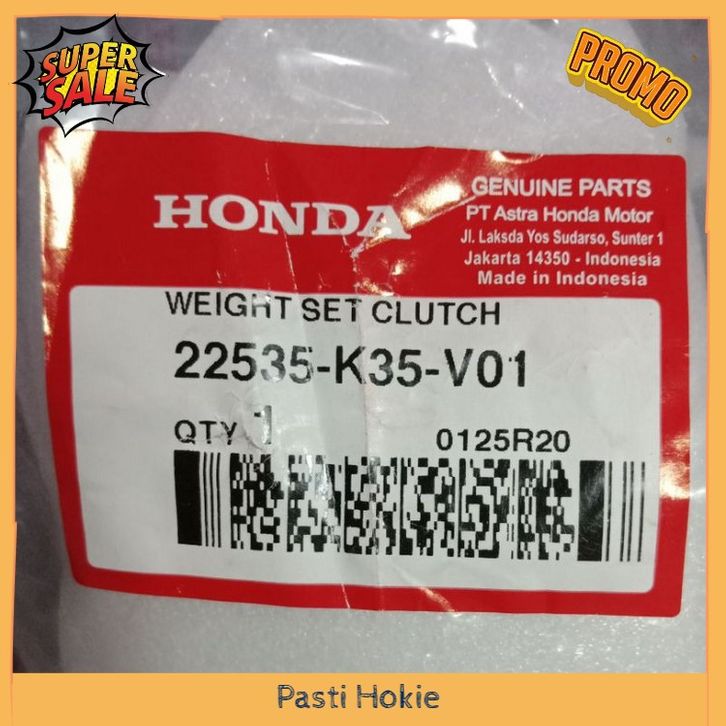 SUPER
SALE
PROMO
HONDA
GENUINE PARTS
PT Astra Honda Motor
Jl. Laksda Yos Sudarso, Sunter 1
Jakarta 14350 - Indonesia
Made in Indonesia
WEIGHT SET CLUTCH
22535-K35-V01
QTY 1
0125R20
Pasti Hokie